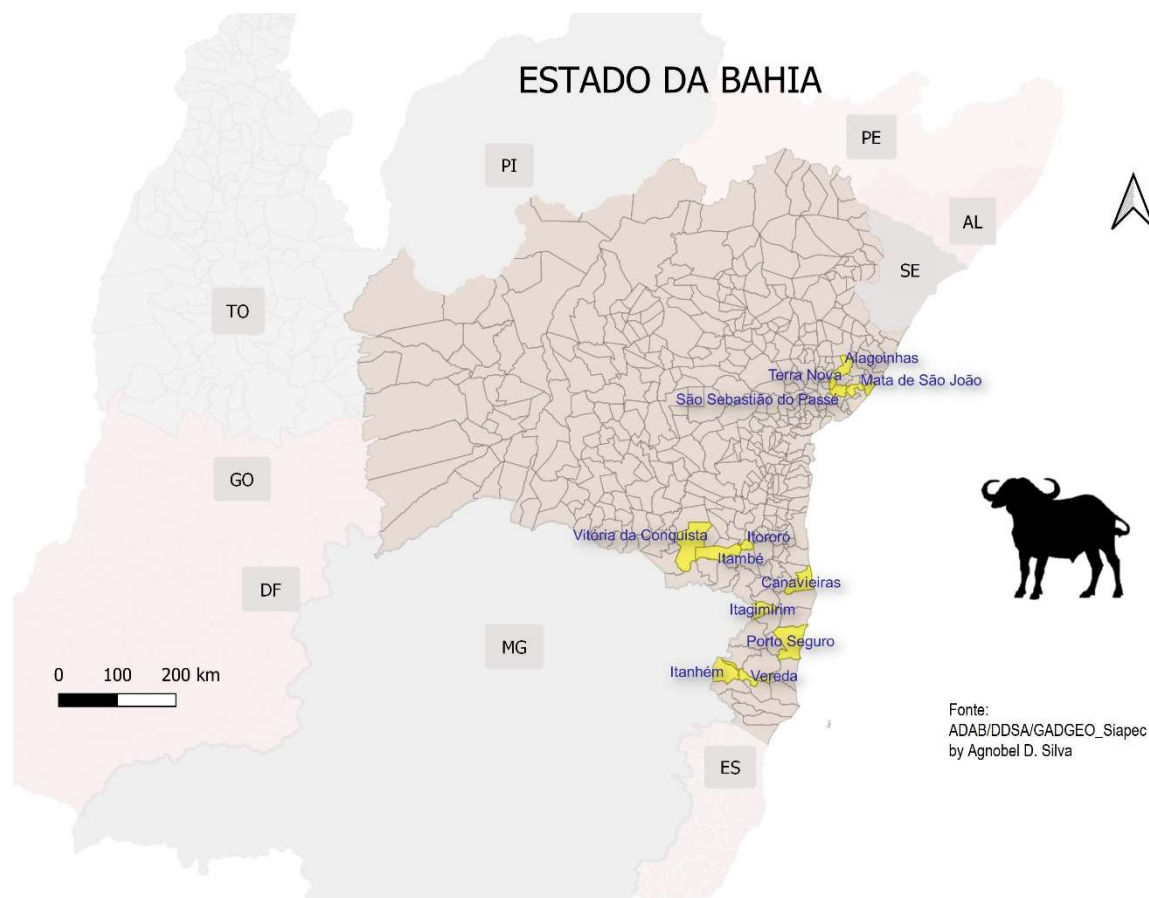 ESTADO DA BAHIA
PE
PI
AL
SE
TO
Alagoinhas
Terra Nova
Mata de São João
São Sebastião do Passé
GO
Vitória da Conquista
Itororó
Itambé
Canavieiras
DF
Itagimirim
Porto Seguro
MG
Itanhém
Vereda
0 100 200 km
Fonte:
ADAB/DDSA/GADGEO_Siapec
by Agnobel D. Silva
ES